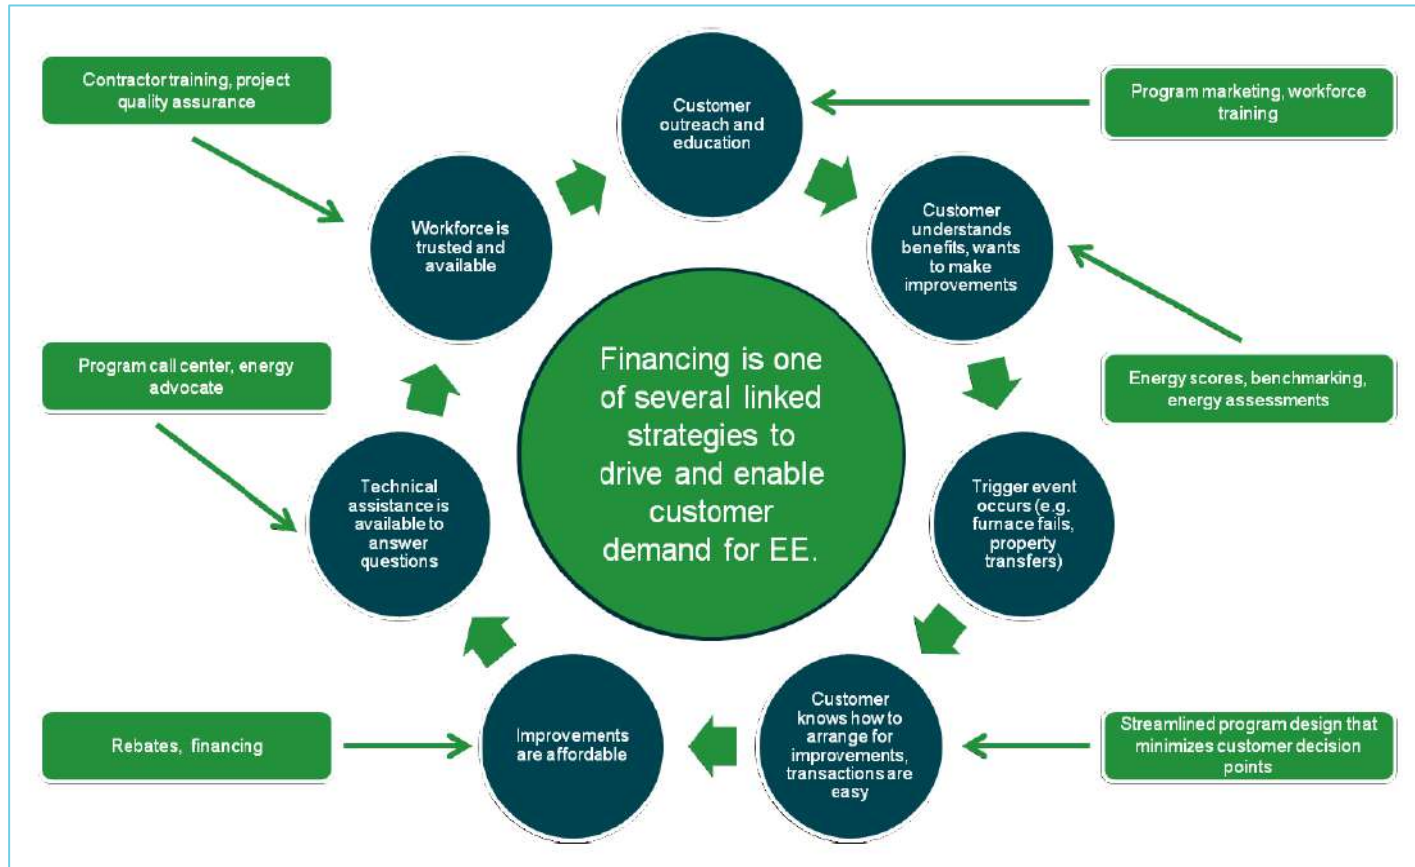 Contractor training, project
quality assurance
Customer
outreach and
education
Program marketing, workforce
training
Workforce is
trusted and
available
Customer
understands
benefits, wants
to make
improvements
Program call center, energy
advocate
Financing is one
of several linked
strategies to
drive and enable
customer
demand for EE.
Energy scores, benchmarking,
energy assessments
Technical
assistance is
available to
answer
questions
Trigger event
occurs (e.g.
furnace fails,
property
transfers)
Rebates, financing
Improvements
are affordable
Customer
knows how to
arrange for
improvements,
transactions are
easy
Streamlined program design that
minimizes customer decision
points